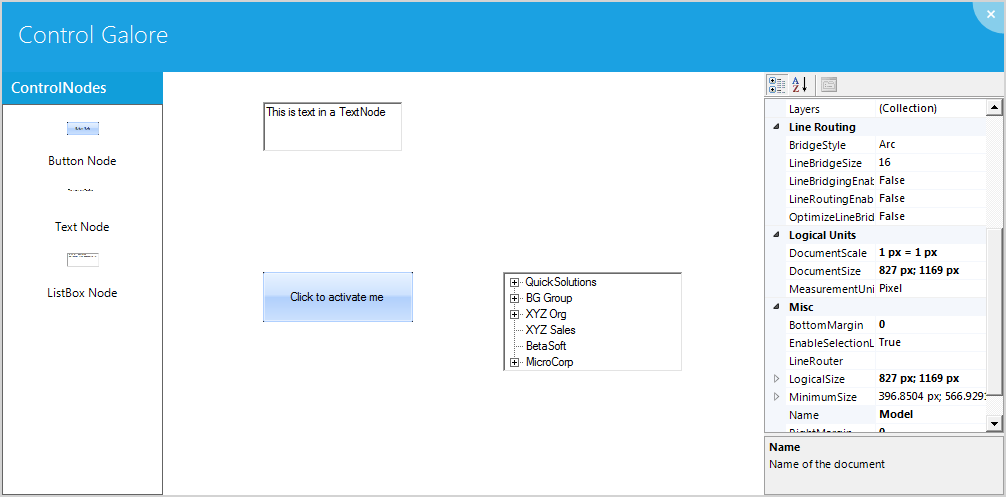 Control Galore
ControlNodes
Button Node
Text Node
ListBox Node
This is text in a TextNode
Click to activate me
QuickSolutions
BG Group
XYZ Org
XYZ Sales
BetaSoft
MicroCorp
Layers (Collection)
Line Routing
BridgeStyle Arc
LineBridgeSize 16
LineBridgingEnab False
LineRoutingEnab False
OptimizeLineBrid False
Logical Units
DocumentScale 1 px = 1 px
DocumentSize 827 px; 1169 px
MeasurementUni Pixel
Misc
BottomMargin 0
EnableSelectionL True
LineRouter
LogicalSize 827 px; 1169 px
MinimumSize 396.8504 px; 566.9291
Name Model
RightMargin 0
Name
Name of the document